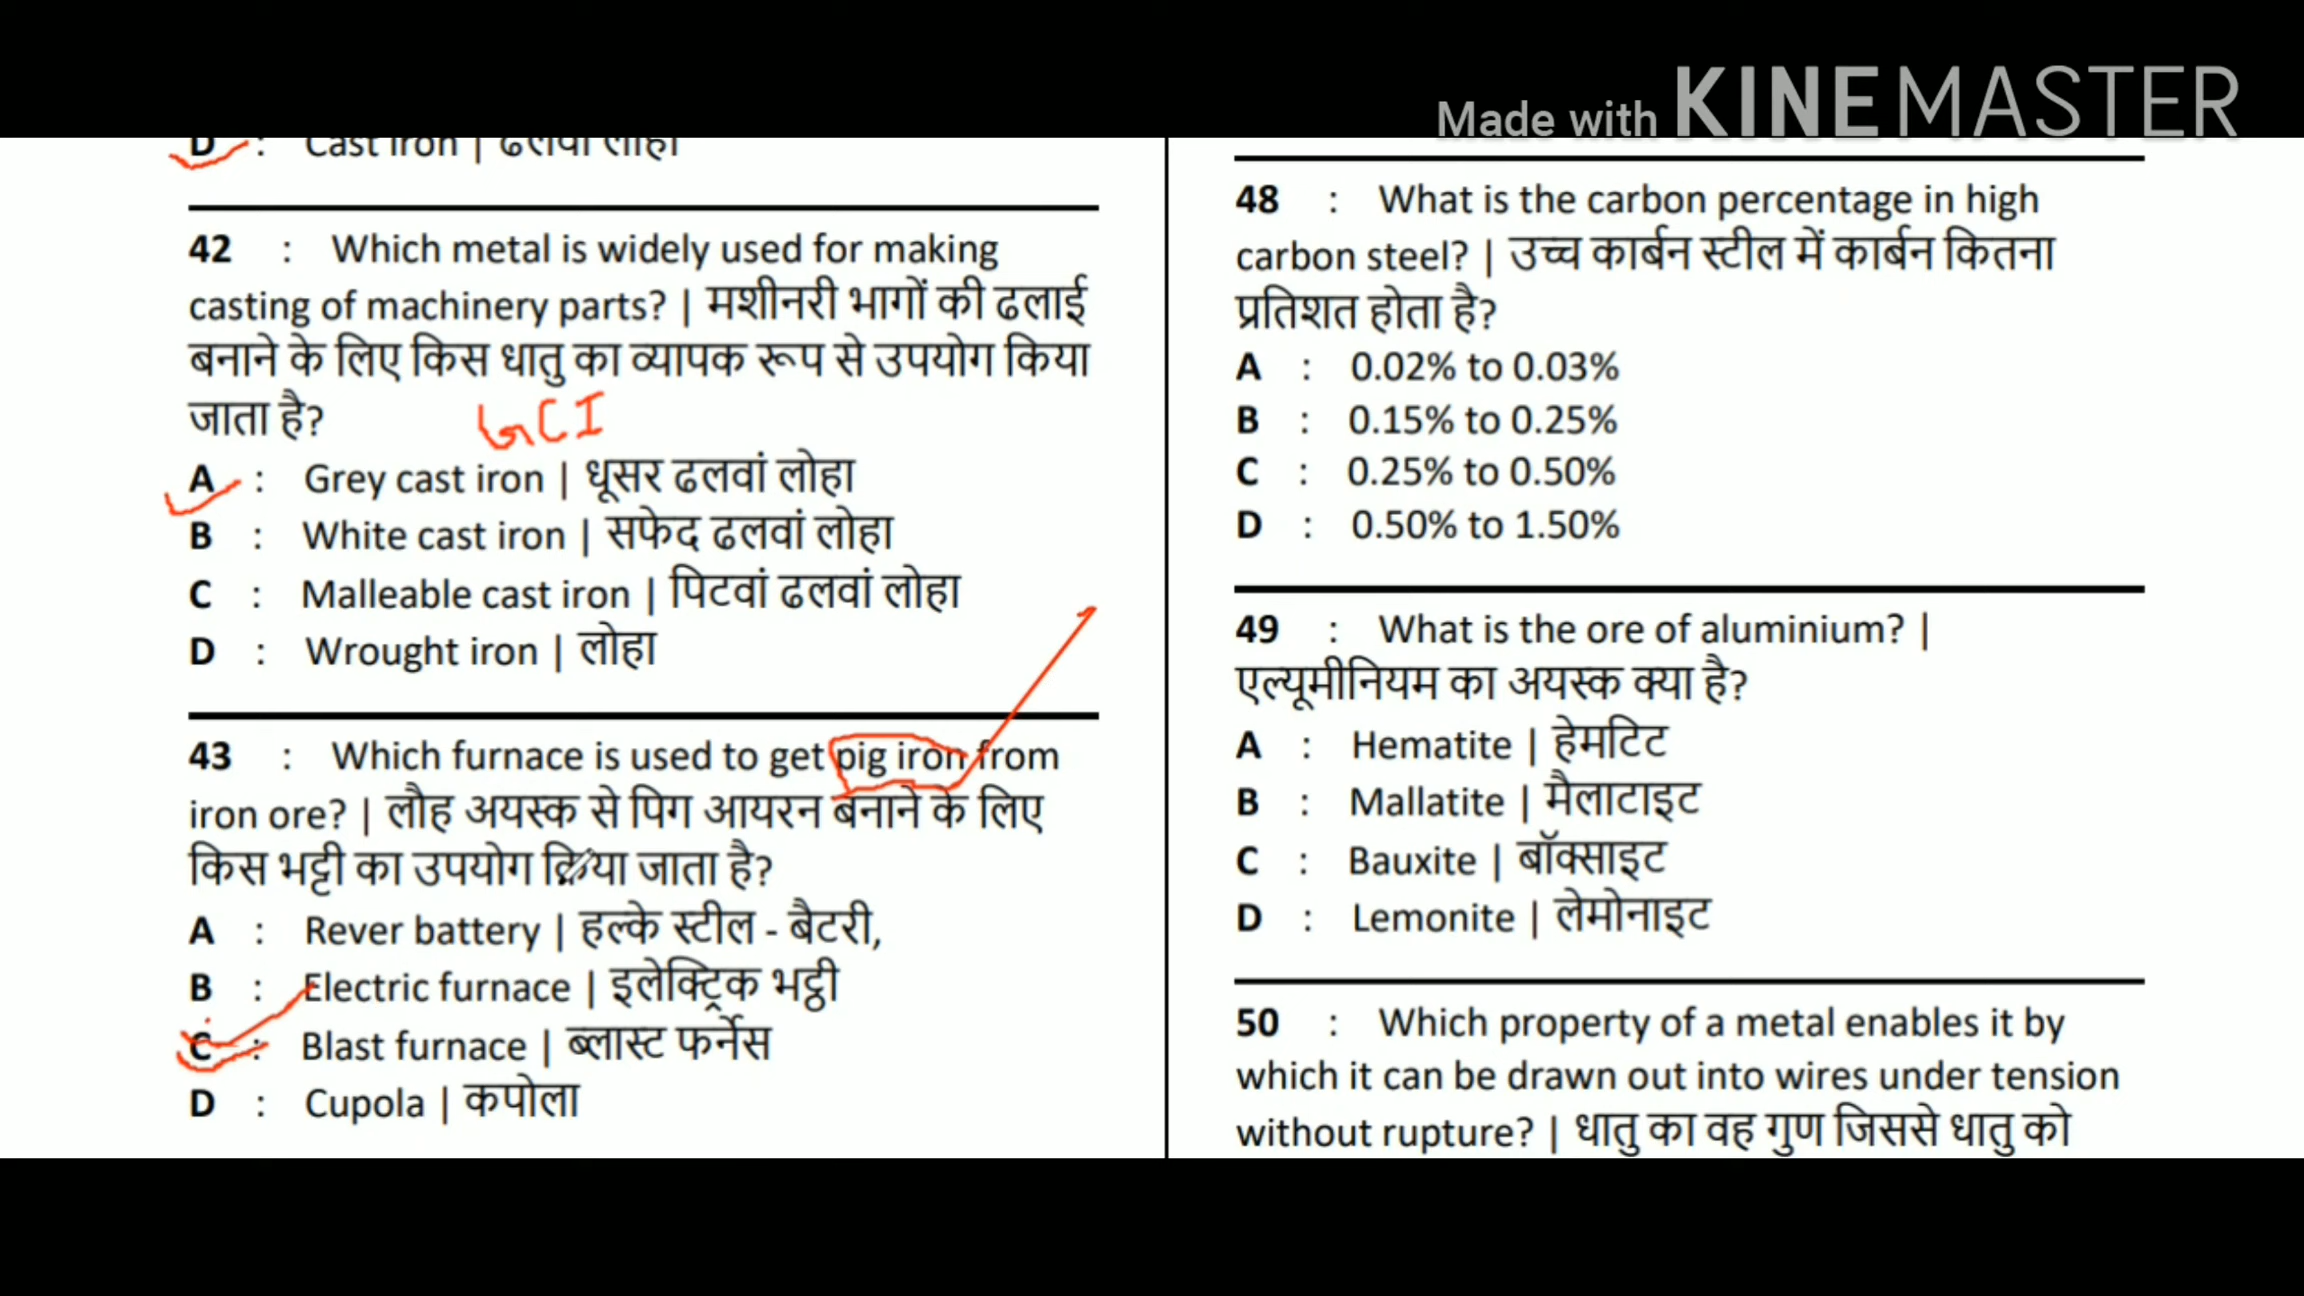 Made with KINEMASTER
D : Cast iron | ढलवां लोहा
42 : Which metal is widely used for making
casting of machinery parts? | मशीनरी भागों की ढलाई
बनाने के लिए किस धातु का व्यापक रूप से उपयोग किया
जाता है?
GCI
A : Grey cast iron | धूसर ढलवां लोहा
B : White cast iron | सफेद ढलवां लोहा
C : Malleable cast iron | पिटवां ढलवां लोहा
D : Wrought iron | लोहा
43 : Which furnace is used to get pig iron from
iron ore? | लौह अयस्क से पिग आयरन बनाने के लिए
किस भट्टी का उपयोग किया जाता है?
A : Rever battery | हल्के स्टील - बैटरी,
B : Electric furnace | इलेक्ट्रिक भट्ठी
C : Blast furnace | ब्लास्ट फर्नेस
D : Cupola | कपोला
48 : What is the carbon percentage in high
carbon steel? | उच्च कार्बन स्टील में कार्बन कितना
प्रतिशत होता है?
A : 0.02% to 0.03%
B : 0.15% to 0.25%
C : 0.25% to 0.50%
D : 0.50% to 1.50%
49 : What is the ore of aluminium? |
एल्यूमीनियम का अयस्क क्या है?
A : Hematite | हेमटिट
B : Mallatite | मैलाटाइट
C : Bauxite | बॉक्साइट
D : Lemonite | लेमोनाइट
50 : Which property of a metal enables it by
which it can be drawn out into wires under tension
without rupture? | धातु का वह गुण जिससे धातु को